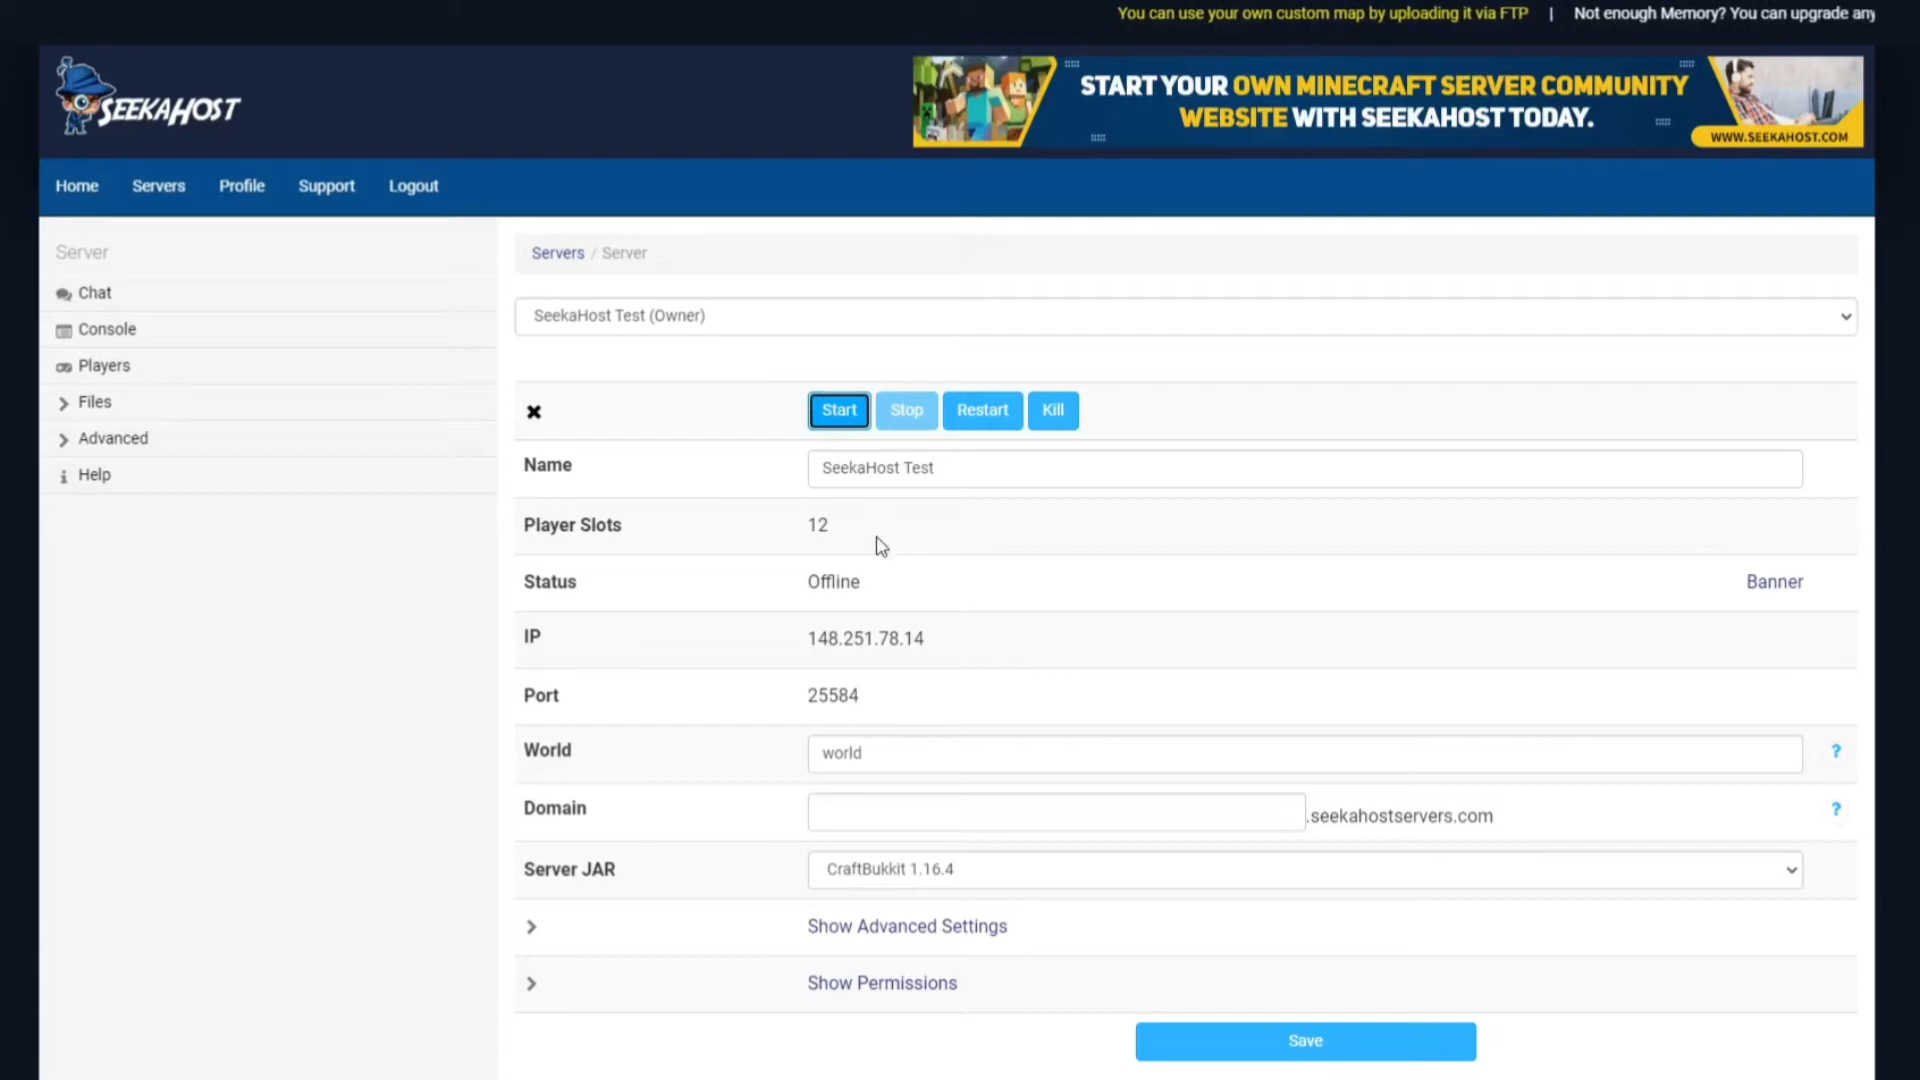 You can use your own custom map by uploading it via FTP | Not enough Memory? You can upgrade any
SEEKAHOST
START YOUR OWN MINECRAFT SERVER COMMUNITY
WEBSITE WITH SEEKAHOST TODAY.
WWW.SEEKAHOST.COM
Home Servers Profile Support Logout
Server
Chat
Console
Players
Files
Advanced
Help
Servers / Server
SeekaHost Test (Owner)
Start Stop Restart Kill
Name SeekaHost Test
Player Slots 12
Status Offline Banner
IP 148.251.78.14
Port 25584
World world ?
Domain .seekahostservers.com ?
Server JAR CraftBukkit 1.16.4
Show Advanced Settings
Show Permissions
Save